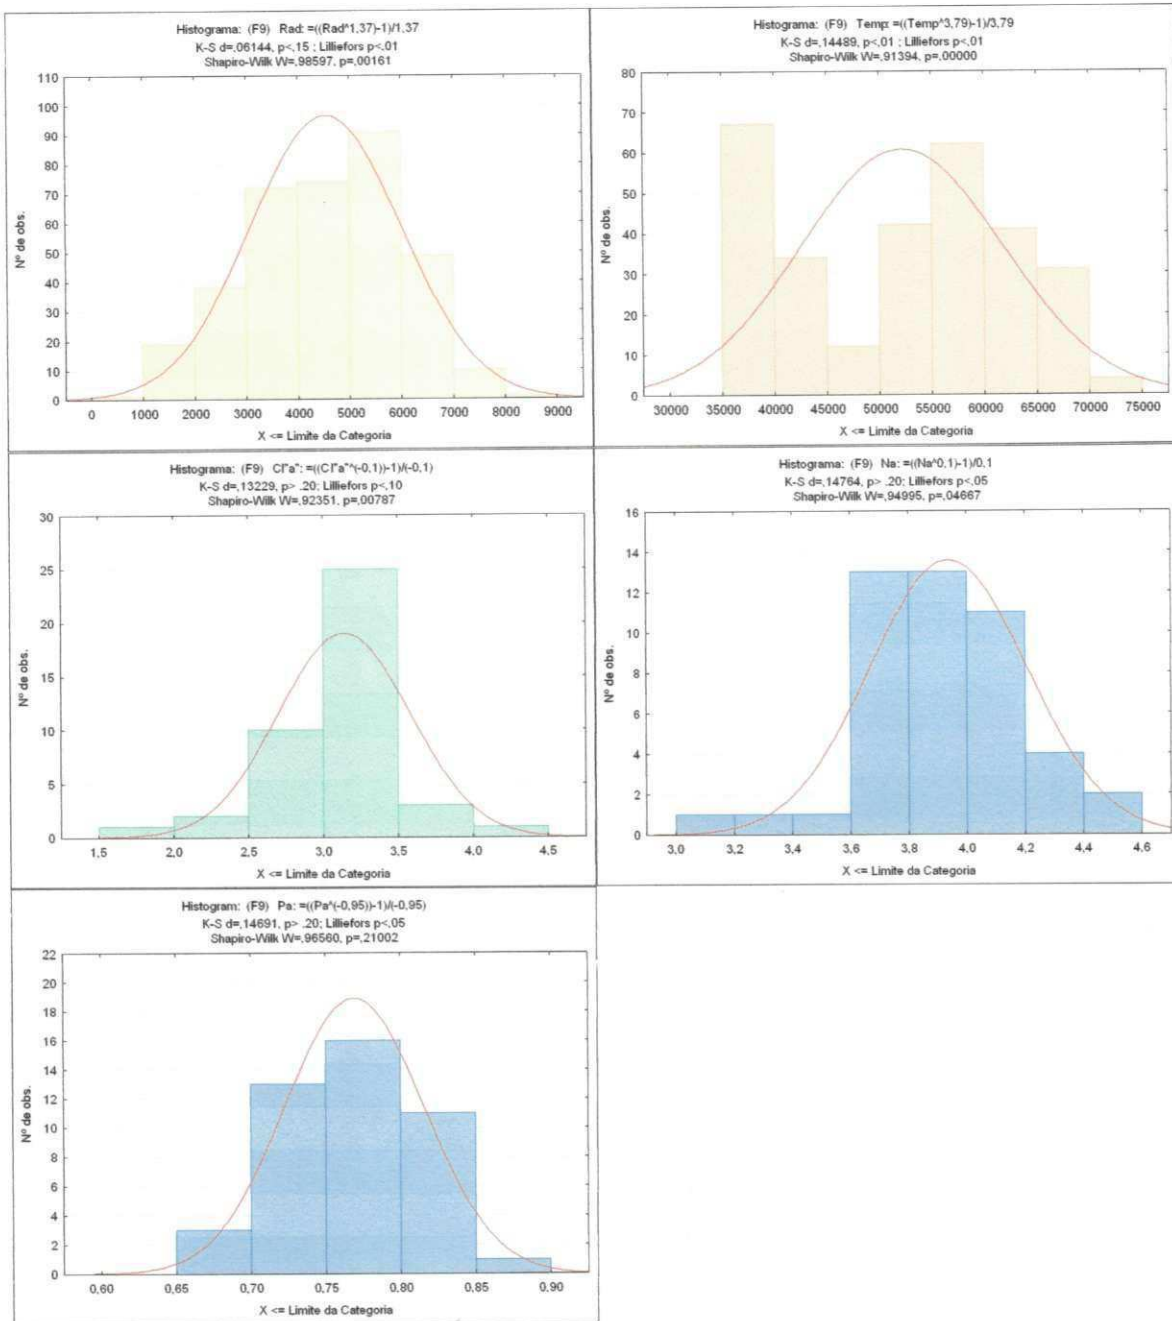 Histograma: (F9) Rad: =((Rad^1,37)-1)/1,37
K-S d=,06144, p<,15 ; Lilliefors p<,01
Shapiro-Wilk W=,98597, p=,00161
110
100
90
80
70
60
50
40
30
20
10
0
Nº de obs.
0 1000 2000 3000 4000 5000 6000 7000 8000 9000
X <= Limite da Categoria
Histograma: (F9) Temp: =((Temp^3,79)-1)/3,79
K-S d=,14489, p<,01 ; Lilliefors p<,01
Shapiro-Wilk W=,91394, p=,00000
80
70
60
50
40
30
20
10
0
Nº de obs.
30000 35000 40000 45000 50000 55000 60000 65000 70000 75000
X <= Limite da Categoria
Histograma: (F9) Cl"a": =((Cl"a"^(-0,1))-1)/(-0,1)
K-S d=,13229, p> .20; Lilliefors p<,10
Shapiro-Wilk W=,92351, p=,00787
30
25
20
15
10
5
0
Nº de obs.
1,5 2,0 2,5 3,0 3,5 4,0 4,5
X <= Limite da Categoria
Histograma: (F9) Na: =((Na^0,1)-1)/0,1
K-S d=,14764, p> .20; Lilliefors p<,05
Shapiro-Wilk W=,94995, p=,04667
16
14
12
10
8
6
4
2
0
Nº de obs.
3,0 3,2 3,4 3,6 3,8 4,0 4,2 4,4 4,6
X <= Limite da Categoria
Histogram: (F9) Pa: =((Pa^(-0,95))-1)/(-0,95)
K-S d=,14691, p> .20; Lilliefors p<,05
Shapiro-Wilk W=,96560, p=,21002
22
20
18
16
14
12
10
8
6
4
2
0
Nº de obs.
0,60 0,65 0,70 0,75 0,80 0,85 0,90
X <= Limite da Categoria